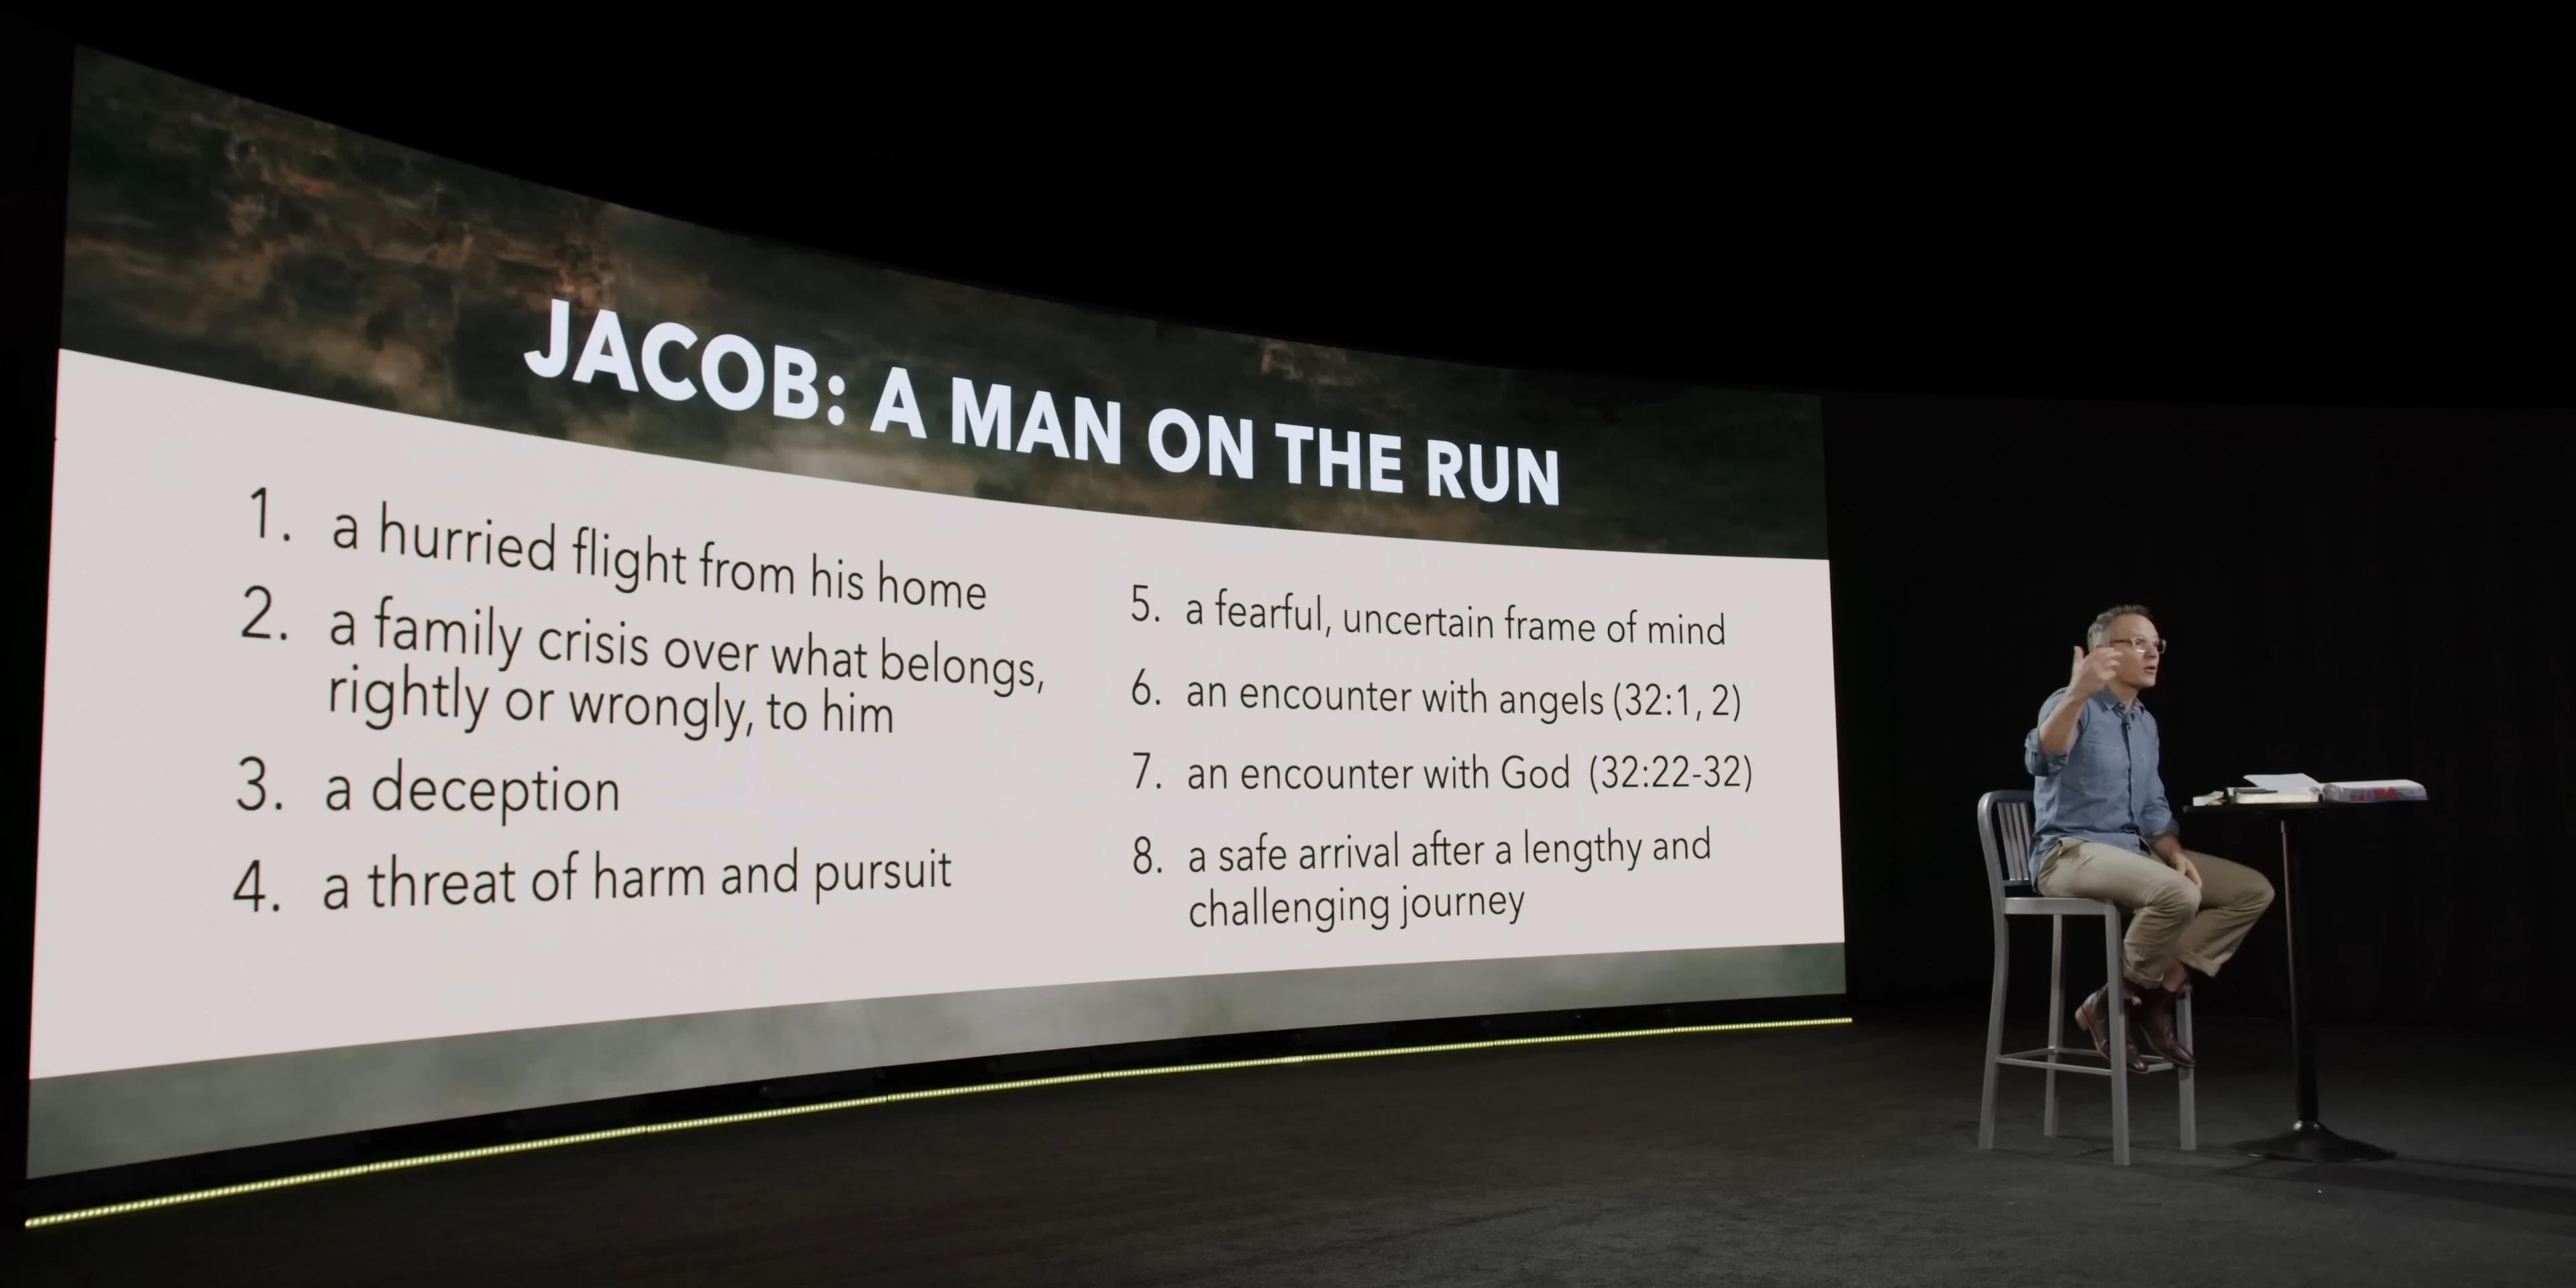 JACOB: A MAN ON THE RUN
1. a hurried flight from his home
2. a family crisis over what belongs,
rightly or wrongly, to him
3. a deception
4. a threat of harm and pursuit
5. a fearful, uncertain frame of mind
6. an encounter with angels (32:1, 2)
7. an encounter with God (32:22-32)
8. a safe arrival after a lengthy and
challenging journey